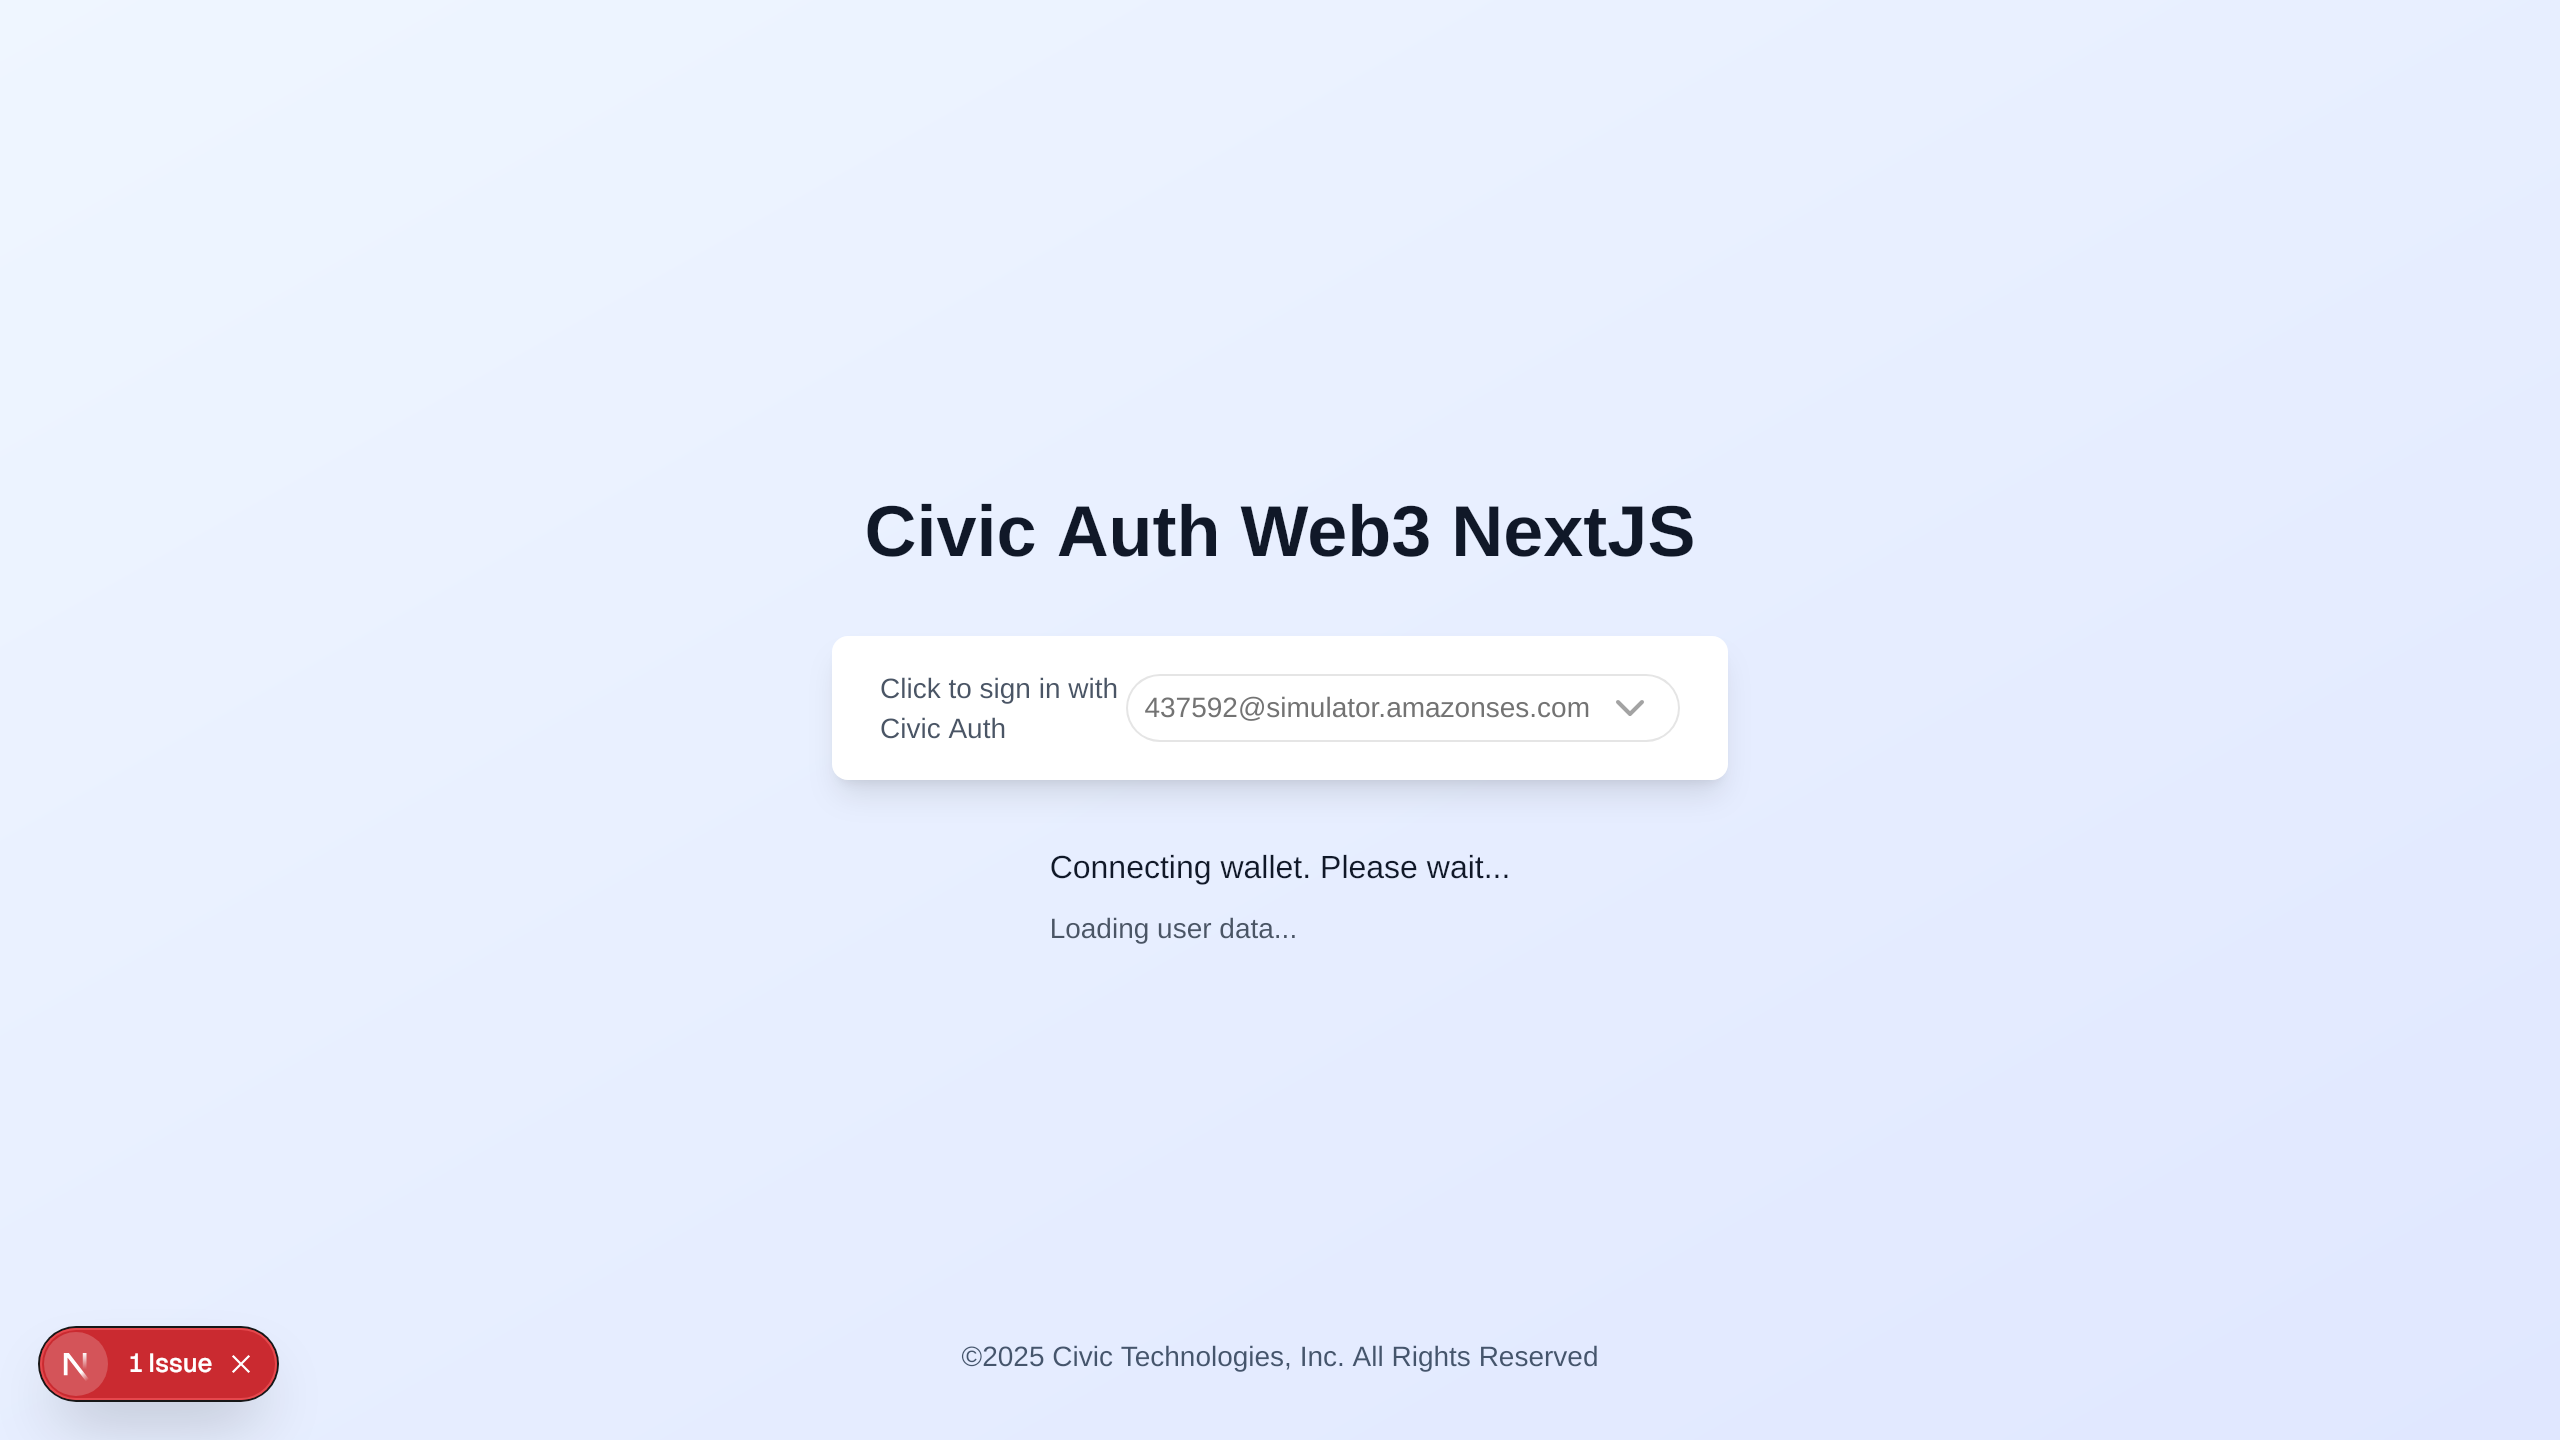 Civic Auth Web3 NextJS
Click to sign in with
Civic Auth
437592@simulator.amazonses.com
Connecting wallet. Please wait...
Loading user data...
N 1 Issue
©2025 Civic Technologies, Inc. All Rights Reserved